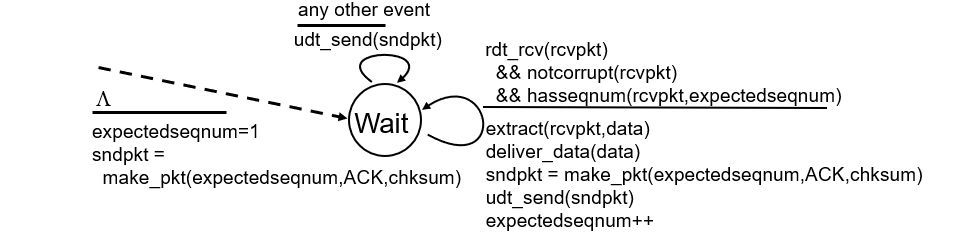 any other event
udt_send(sndpkt)
rdt_rcv(rcvpkt)
&& notcorrupt(rcvpkt)
&& hasseqnum(rcvpkt,expectedseqnum)
Λ
expectedseqnum=1
sndpkt =
make_pkt(expectedseqnum,ACK,chksum)
Wait
extract(rcvpkt,data)
deliver_data(data)
sndpkt = make_pkt(expectedseqnum,ACK,chksum)
udt_send(sndpkt)
expectedseqnum++